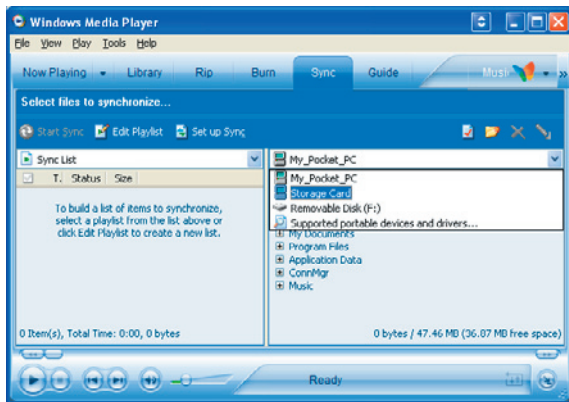 Windows Media Player
File View Play Tools Help
Now Playing Library Rip Burn Sync Guide Music
Select files to synchronize...
Start Sync Edit Playlist Set up Sync
Sync List
My_Pocket_PC
T. Status Size
My_Pocket_PC
Storage Card
Removable Disk (F:)
Supported portable devices and drivers...
To build a list of items to synchronize,
select a playlist from the list above or
click Edit Playlist to create a new list.
My Documents
Program Files
Application Data
ConnMgr
Music
0 Item(s), Total Time: 0:00, 0 bytes
0 bytes / 47.46 MB (36.87 MB free space)
Ready